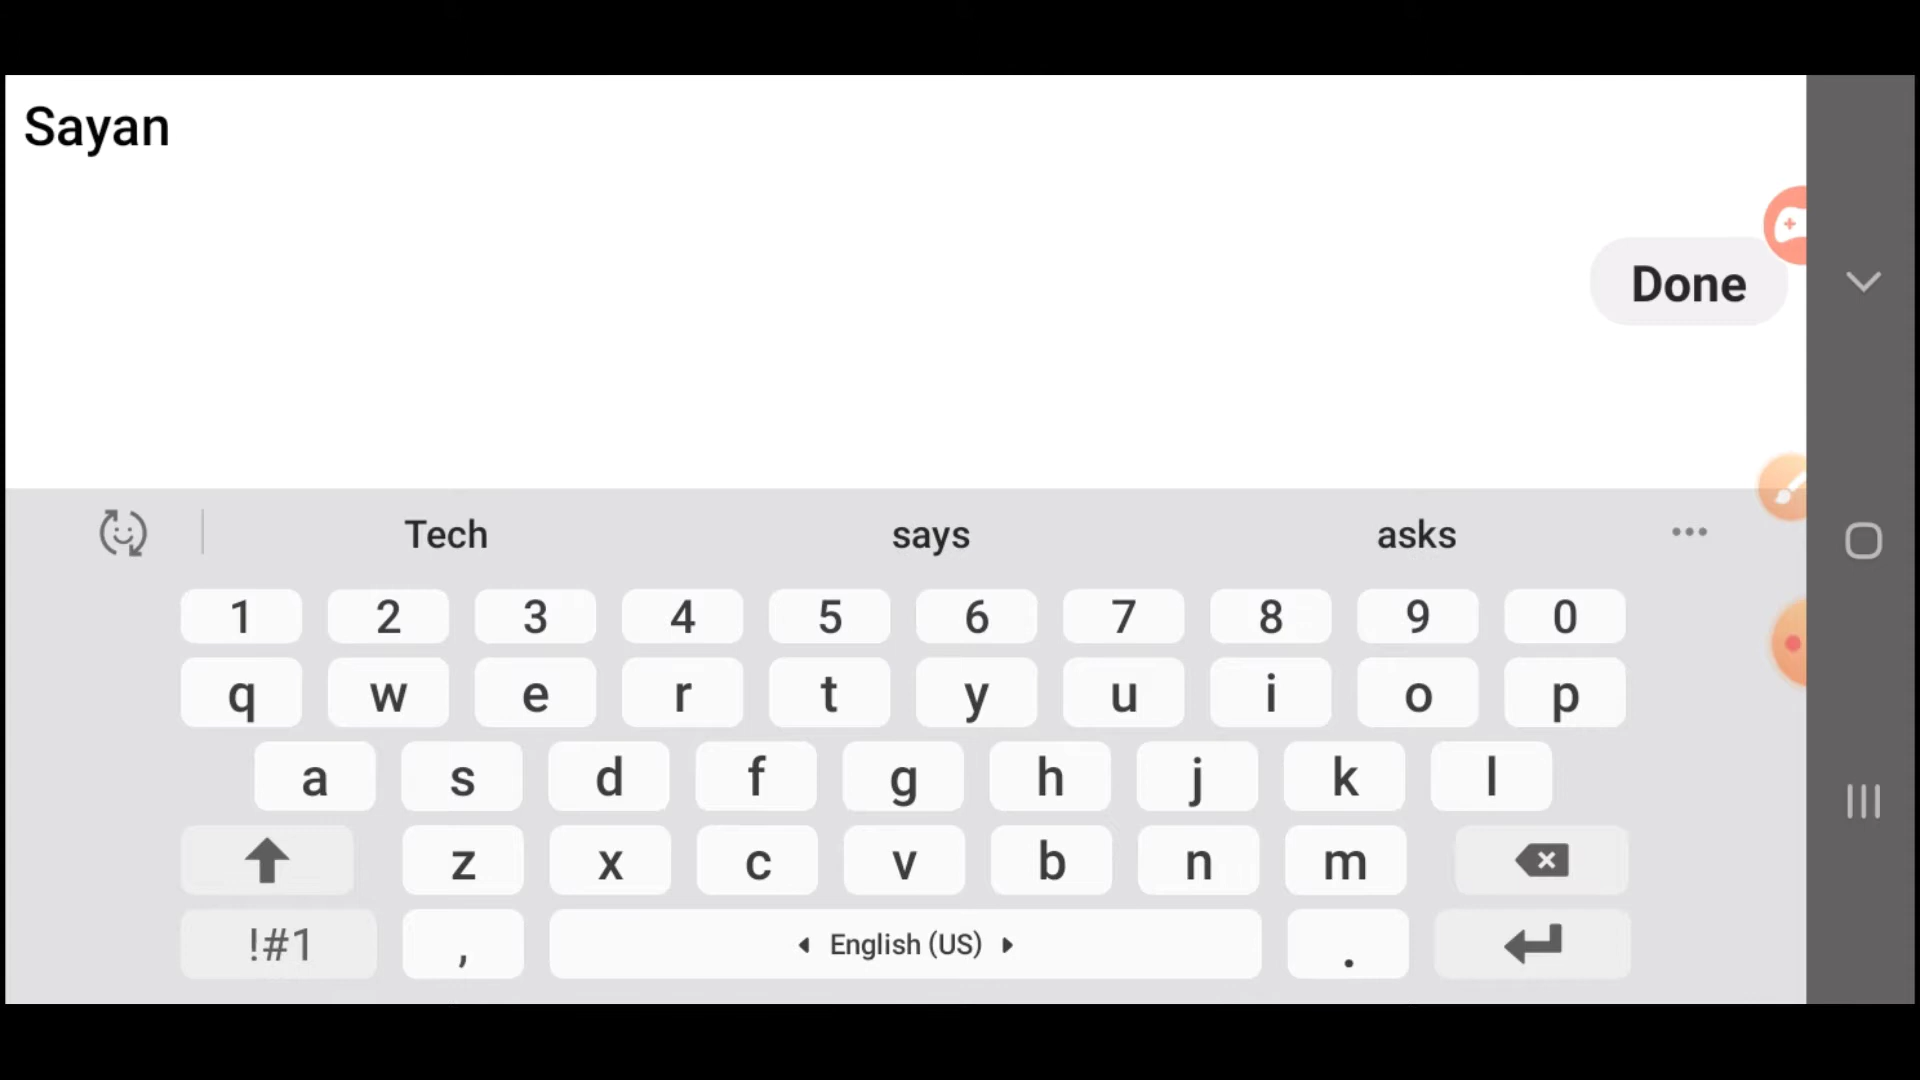 Sayan
Done
Tech says asks
1 2 3 4 5 6 7 8 9 0
q w e r t y u i o p
a s d f g h j k l
z x c v b n m
!#1 , English (US) .